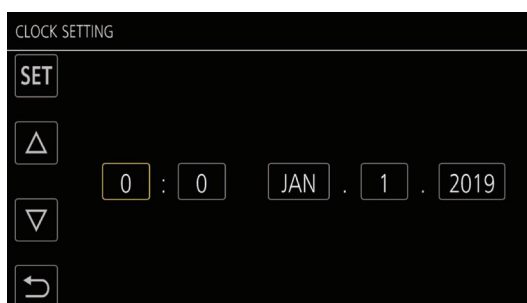 CLOCK SETTING
SET
0 : 0 JAN . 1 . 2019